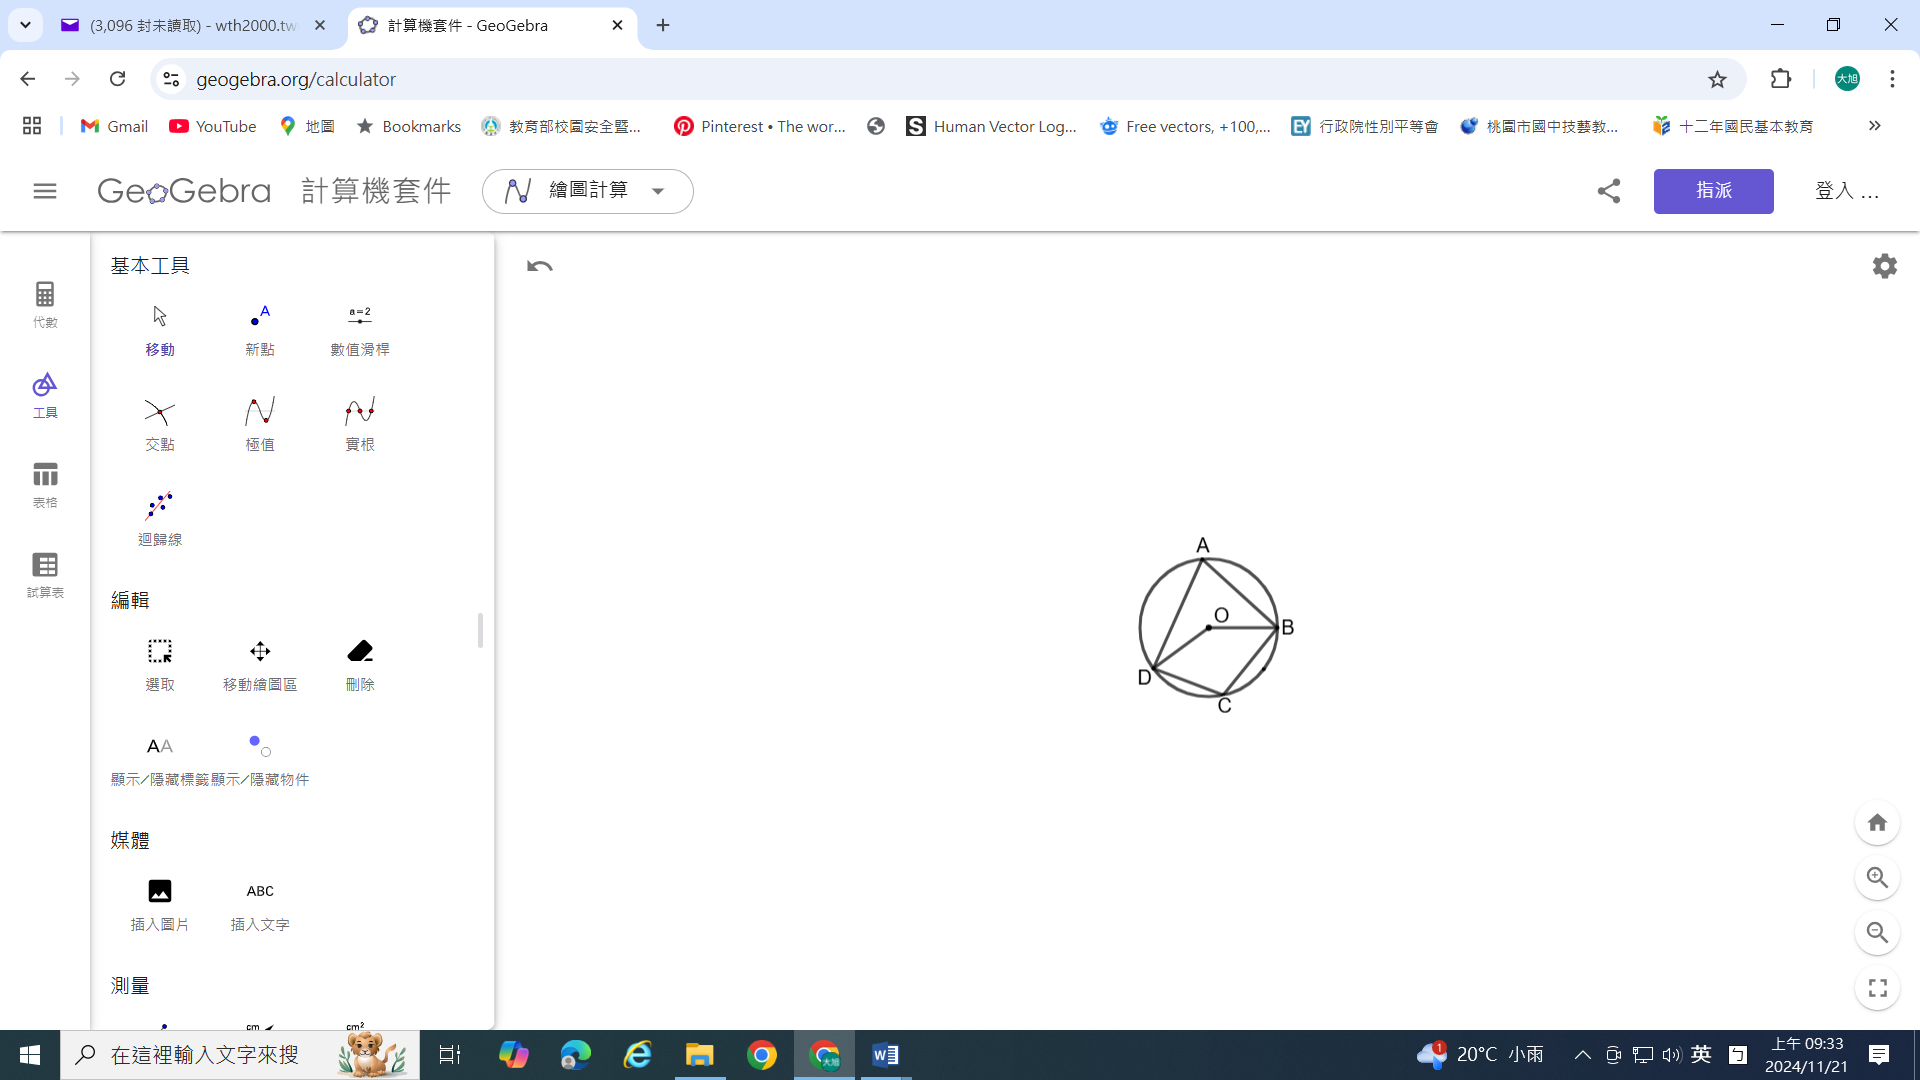 (3,096 封未讀取) - wth2000.tw
計算機套件 - GeoGebra
geogebra.org/calculator
大旭
Gmail
YouTube
地圖
Bookmarks
教育部校園安全暨...
Pinterest • The wor...
Human Vector Log...
Free vectors, +100,...
EY 行政院性別平等會
桃園市國中技藝教...
十二年國民基本教育
GeoGebra 計算機套件
繪圖計算
指派
登入 ...
代數
工具
表格
試算表
基本工具
A
a=2
移動 新點 數值滑桿
交點 極值 實根
迴歸線
編輯
選取 移動繪圖區 刪除
AA
顯示／隱藏標籤 顯示／隱藏物件
媒體
ABC
插入圖片 插入文字
測量
cm cm²
A
O
B
D
C
在這裡輸入文字來搜
大旭
1
20°C 小雨
英
上午 09:33
2024/11/21